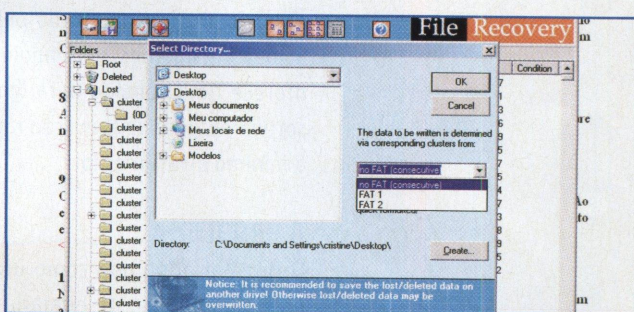 File Recovery
Folders
Root
Deleted
Lost
cluster
(0D
cluster
cluster
cluster
cluster
cluster
cluster
cluster
cluster
cluster
cluster
cluster
cluster
cluster
cluster
Select Directory...
Desktop
Desktop
Meus documentos
Meu computador
Meus locais de rede
Lixeira
Modelos
OK
Cancel
The data to be written is determined
via corresponding clusters from:
no FAT (consecutive)
no FAT (consecutive)
FAT 1
FAT 2
Directory: C:\Documents and Settings\cristine\Desktop\
Create...
Notice: It is recommended to save the lost/deleted data on
another drive! Otherwise lost/deleted data may be
overwritten.
Condition